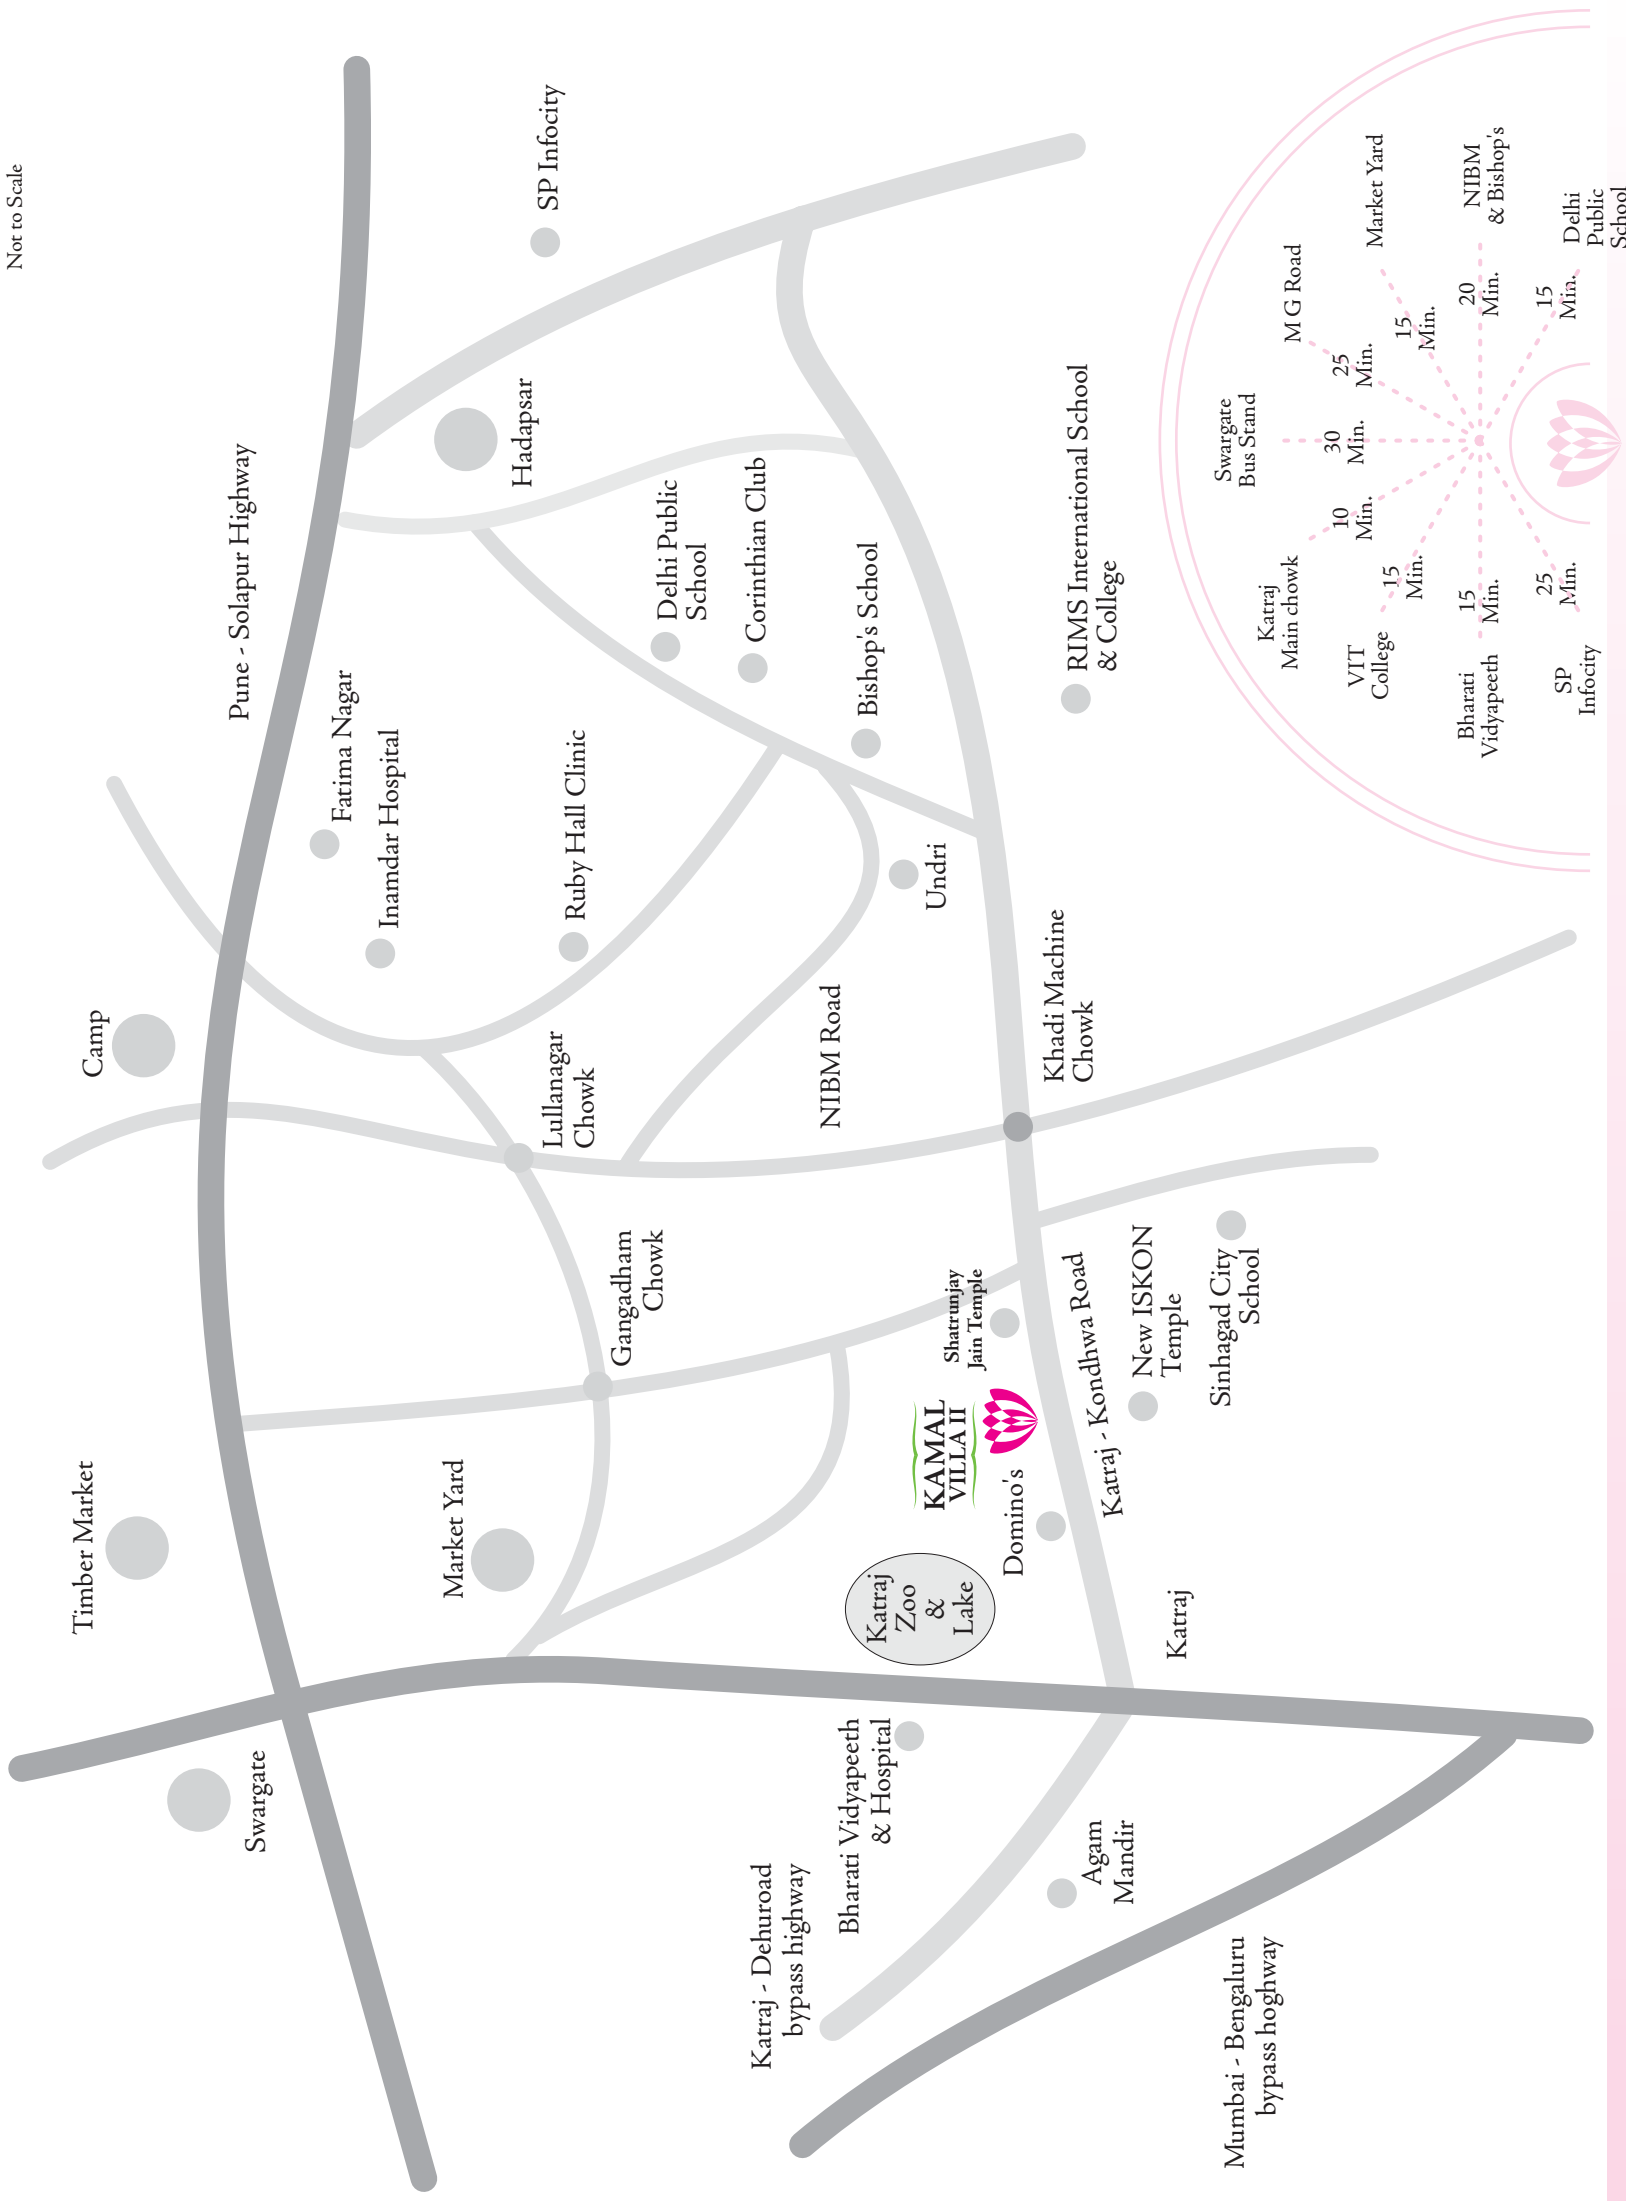 Not to Scale
Timber Market
Camp
Swargate
Pune - Solapur Highway
Fatima Nagar
Inamdar Hospital
SP Infocity
Hadapsar
Market Yard
Lullanagar
Chowk
Ruby Hall Clinic
Gangadham
Chowk
Delhi Public
School
Corinthian Club
Katraj - Dehuroad
bypass highway
Bharati Vidyapeeth
& Hospital
NIBM Road
Bishop's School
Katraj
Zoo
&
Lake
KAMAL
VILLA II
Shatrunjay
Jain Temple
Undri
Domino's
Khadi Machine
Chowk
RIMS International School
& College
Katraj - Kondhwa Road
Agam
Mandir
Katraj
New ISKON
Temple
Sinhagad City
School
Mumbai - Bengaluru
bypass hoghway
Swargate
Bus Stand
30
Min.
Katraj
Main chowk
10
Min.
M G Road
25
Min.
VIT
College
15
Min.
Market Yard
15
Min.
Bharati
Vidyapeeth
15
Min.
NIBM
& Bishop's
20
Min.
SP
Infocity
25
Mn.
Delhi
Public
School
15
Min.